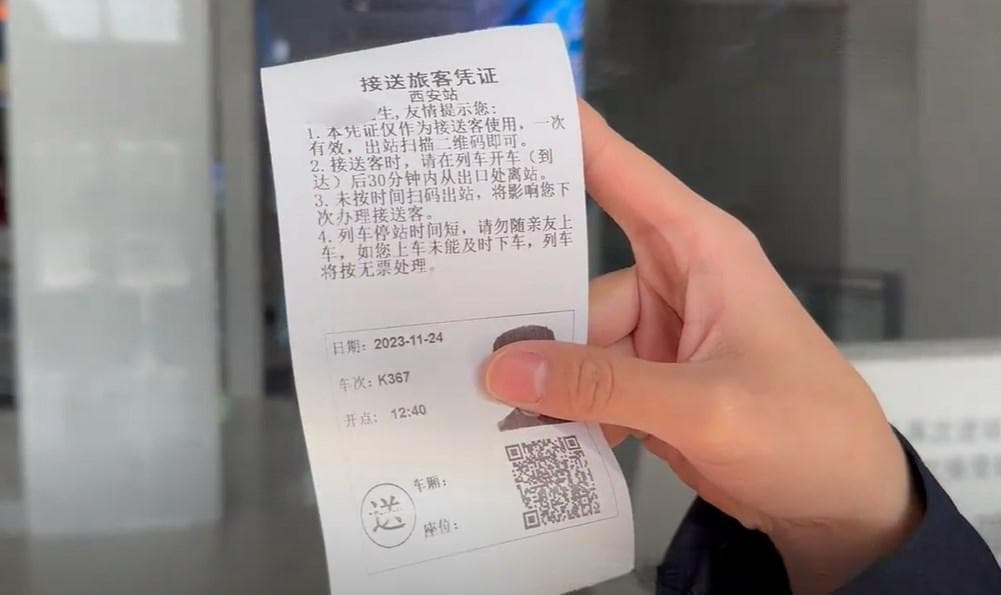 接送旅客凭证
西安站
生,友情提示您:
1. 本凭证仅作为接送客使用,一次
有效,出站扫描二维码即可。
2. 接送客时,请在列车开车(到
达)后30分钟内从出口处离站。
3. 未按时间扫码出站,将影响您下
次办理接送客。
4. 列车停站时间短,请勿随亲友上
车,如您上车未能及时下车,列车
将按无票处理。
日期: 2023-11-24
车次: K367
开点: 12:40
车厢:
送
座位: